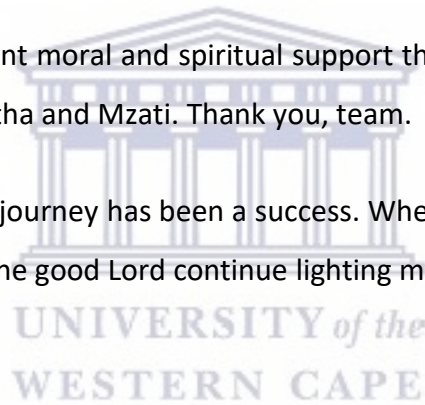 nt moral and spiritual support th
tha and Mzati. Thank you, team.
journey has been a success. Whe
he good Lord continue lighting m
UNIVERSITY of the
WESTERN CAPE